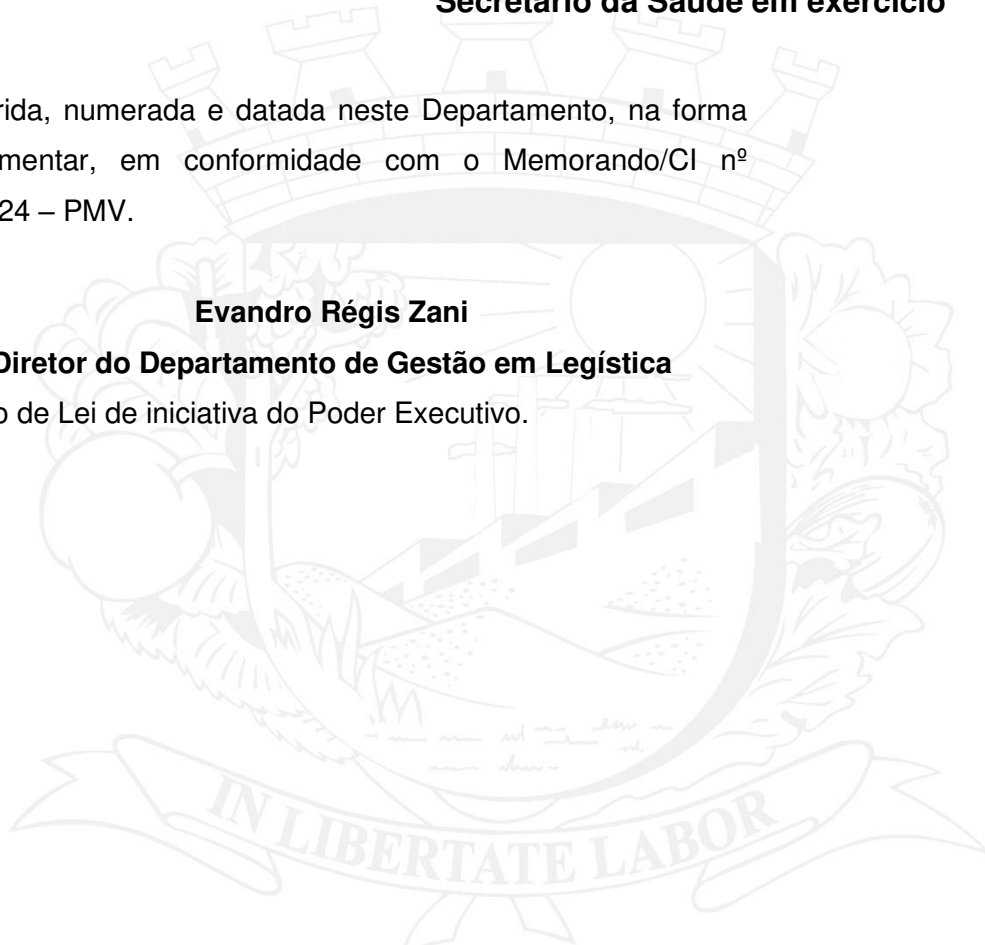 Secretário da Saúde em exercício
rida, numerada e datada neste Departamento, na forma
mentar, em conformidade com o Memorando/CI nº
24 – PMV.
Evandro Régis Zani
Diretor do Departamento de Gestão em Legística
o de Lei de iniciativa do Poder Executivo.
IN LIBERTATE LABOR